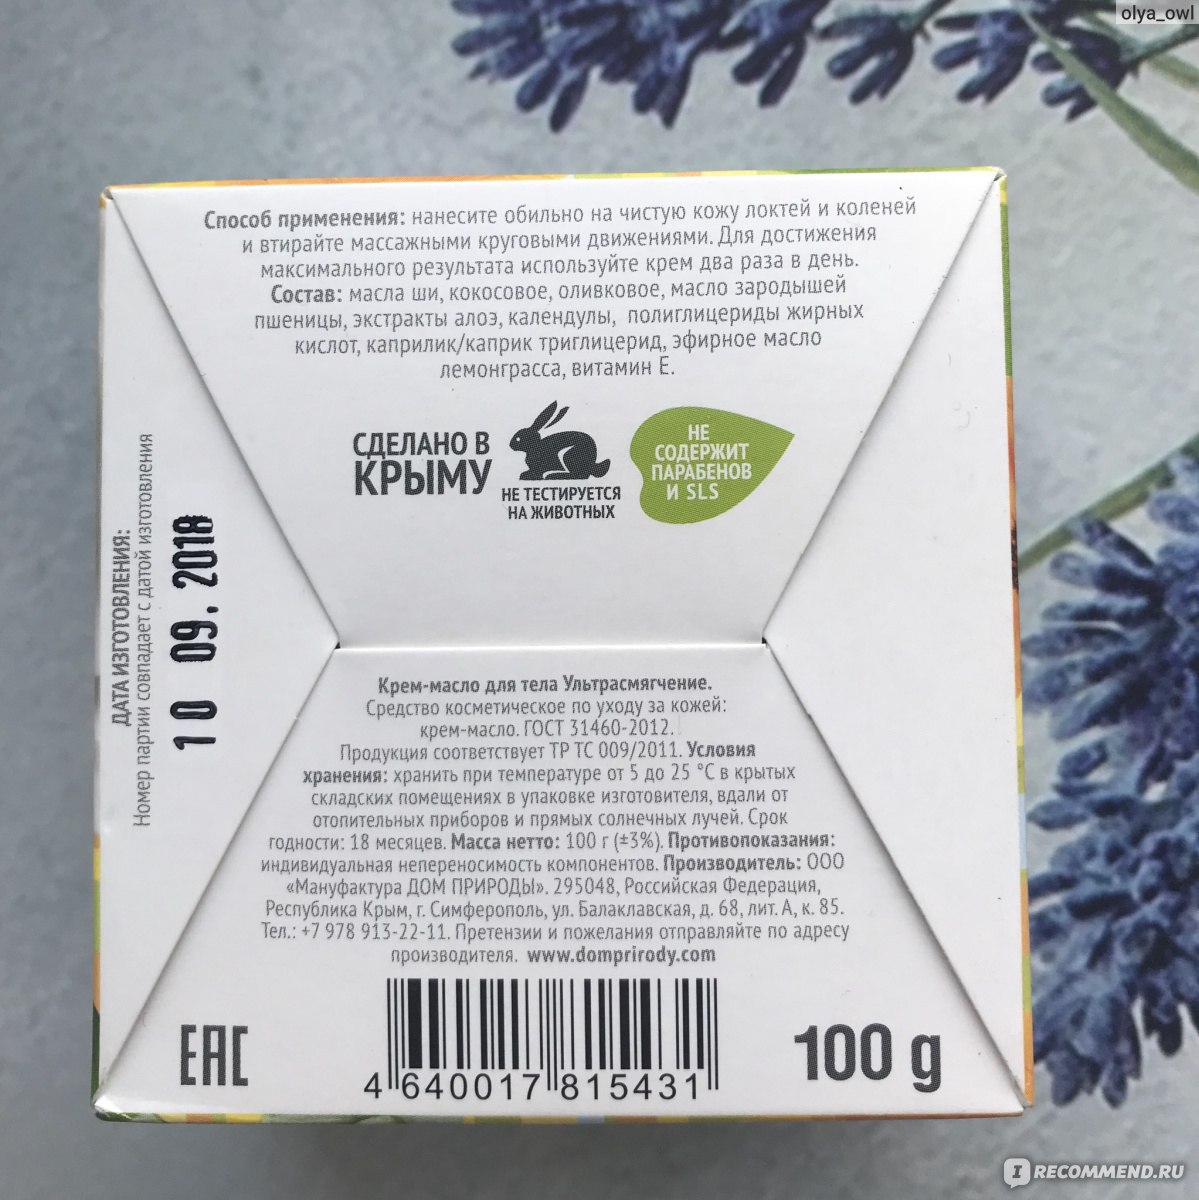 olya_owl
Способ применения: нанесите обильно на чистую кожу локтей и коленей
и втирайте массажными круговыми движениями. Для достижения
максимального результата используйте крем два раза в день.
Состав: масла ши, кокосовое, оливковое, масло зародышей
пшеницы, экстракты алоэ, календулы, полиглицериды жирных
кислот, каприлик/каприк триглицерид, эфирное масло
лемонграсса, витамин Е.
СДЕЛАНО В
КРЫМУ
НЕ ТЕСТИРУЕТСЯ
НА ЖИВОТНЫХ
НЕ
СОДЕРЖИТ
ПАРАБЕНОВ
И SLS
ДАТА ИЗГОТОВЛЕНИЯ:
Номер партии совпадает с датой изготовления
10 09.2018
Крем-масло для тела Ультрасмягчение.
Средство косметическое по уходу за кожей:
крем-масло. ГОСТ 31460-2012.
Продукция соответствует ТР ТС 009/2011. Условия
хранения: хранить при температуре от 5 до 25 °С в крытых
складских помещениях в упаковке изготовителя, вдали от
отопительных приборов и прямых солнечных лучей. Срок
годности: 18 месяцев. Масса нетто: 100 г (±3%). Противопоказания:
индивидуальная непереносимость компонентов. Производитель: ООО
«Мануфактура ДОМ ПРИРОДЫ». 295048, Российская Федерация,
Республика Крым, г. Симферополь, ул. Балаклавская, д. 68, лит. А, к. 85.
Тел.: +7 978 913-22-11. Претензии и пожелания отправляйте по адресу
производителя. www.domprirody.com
EAC
4 640017 815431
100 g
IRECOMMEND.RU